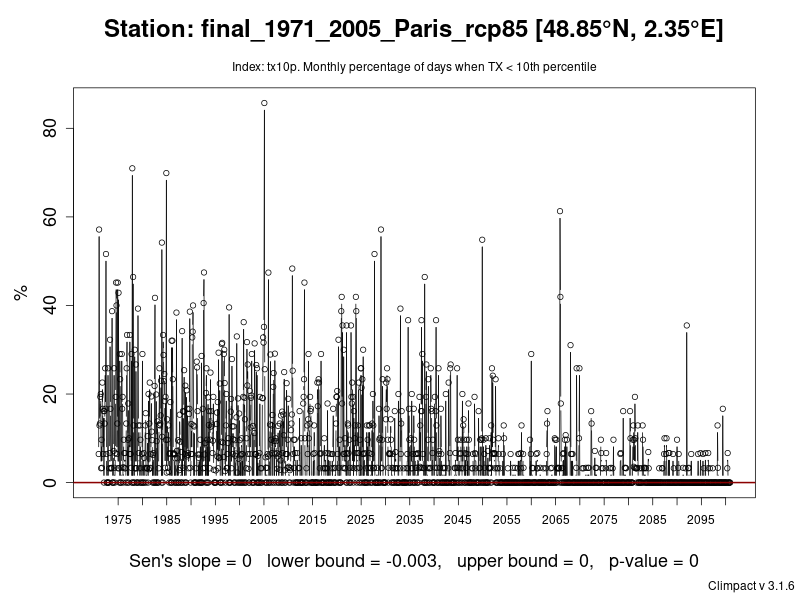 Station: final_1971_2005_Paris_rcp85 [48.85°N, 2.35°E]
Index: tx10p. Monthly percentage of days when TX < 10th percentile
%
80
60
40
20
0
1975 1985 1995 2005 2015 2025 2035 2045 2055 2065 2075 2085 2095
Sen's slope = 0 lower bound = -0.003, upper bound = 0, p-value = 0
Climpact v 3.1.6